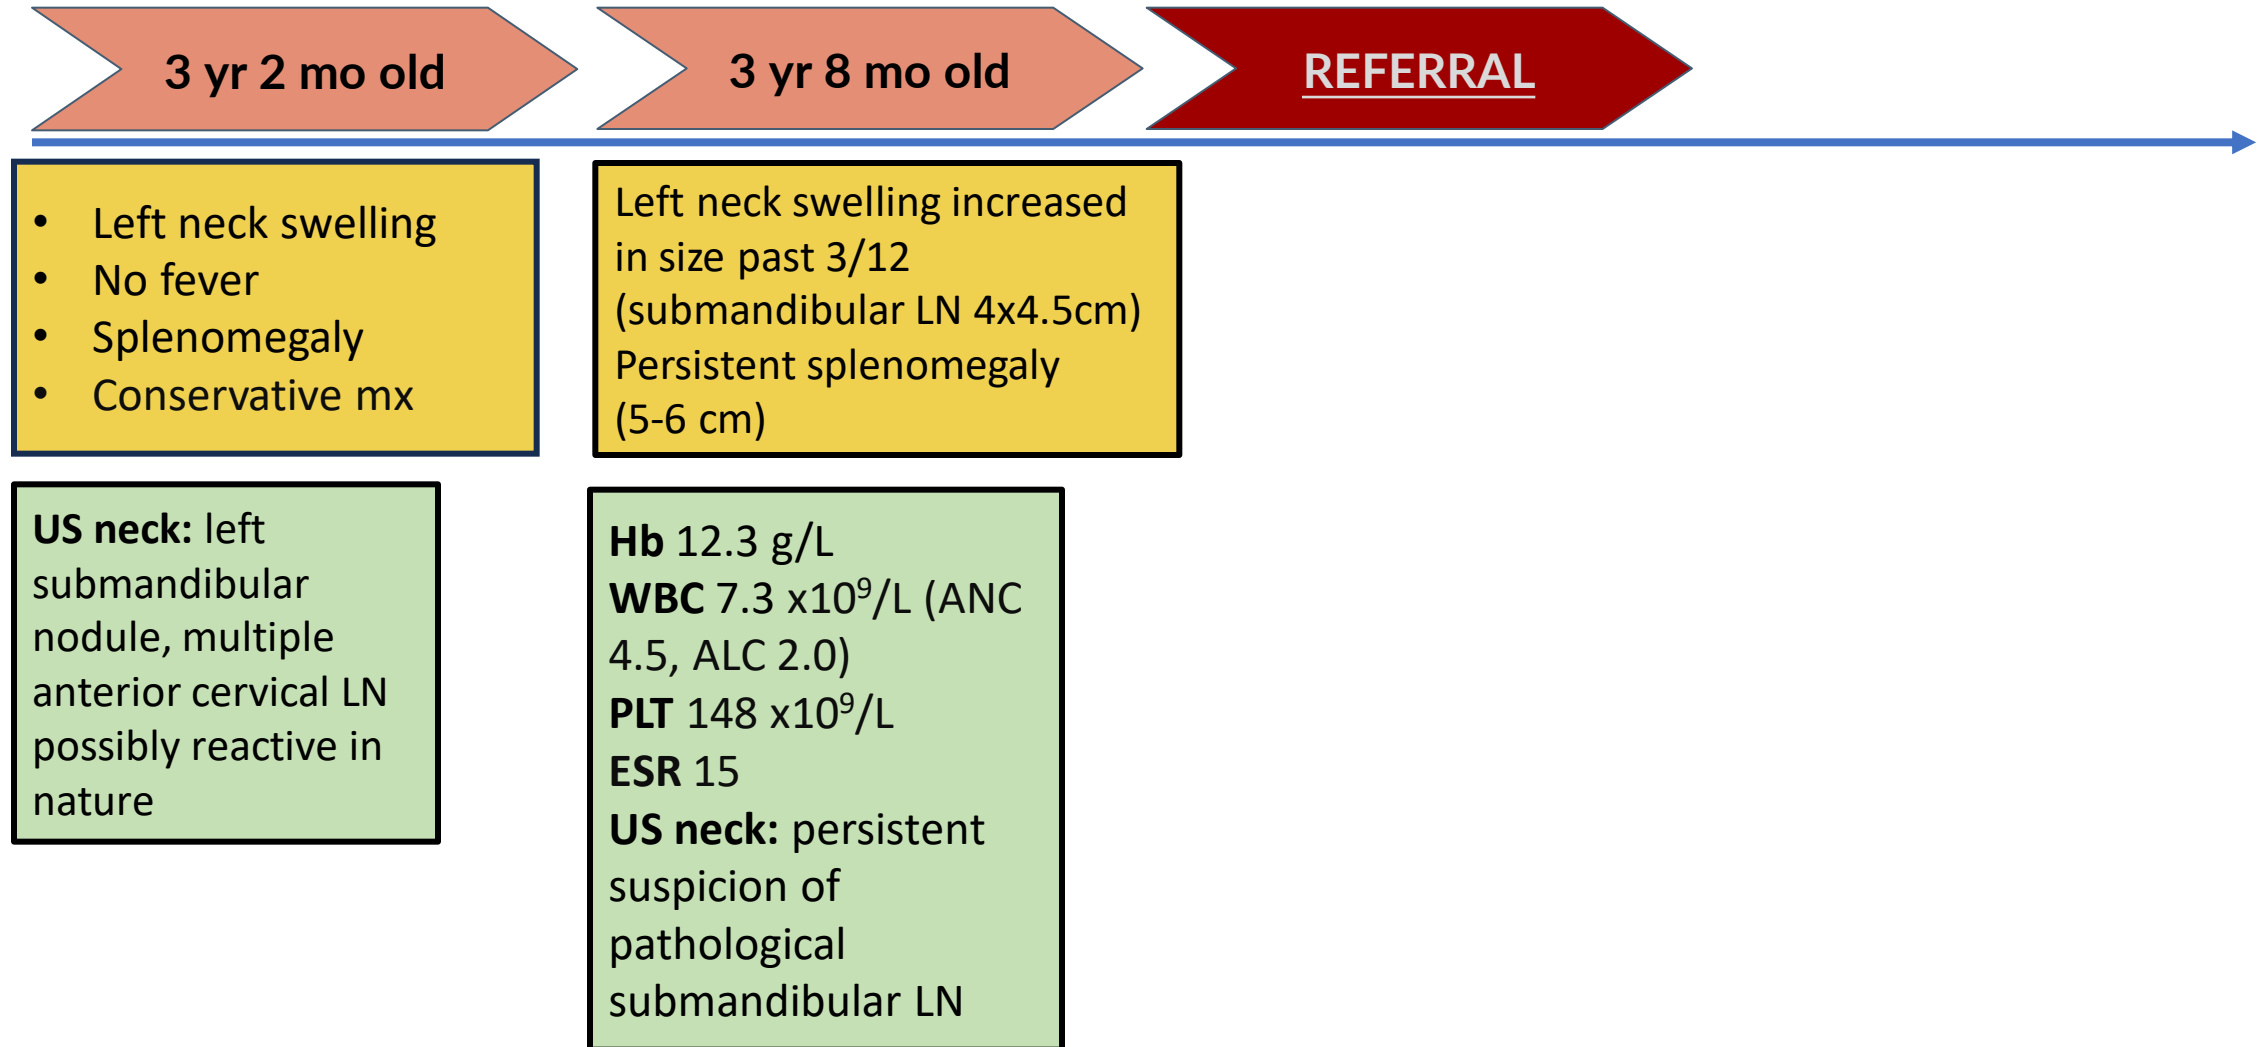 3 yr 2 mo old
3 yr 8 mo old
REFERRAL
• Left neck swelling
• No fever
• Splenomegaly
• Conservative mx
Left neck swelling increased
in size past 3/12
(submandibular LN 4x4.5cm)
Persistent splenomegaly
(5-6 cm)
US neck: left
submandibular
nodule, multiple
anterior cervical LN
possibly reactive in
nature
Hb 12.3 g/L
WBC 7.3 x10⁹/L (ANC
4.5, ALC 2.0)
PLT 148 x10⁹/L
ESR 15
US neck: persistent
suspicion of
pathological
submandibular LN